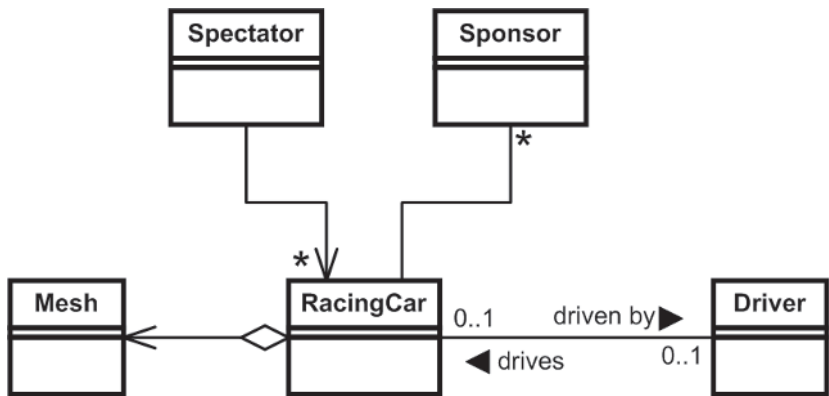 Spectator
Sponsor
*
*
Mesh
RacingCar
0..1
driven by ▶
Driver
◀ drives
0..1